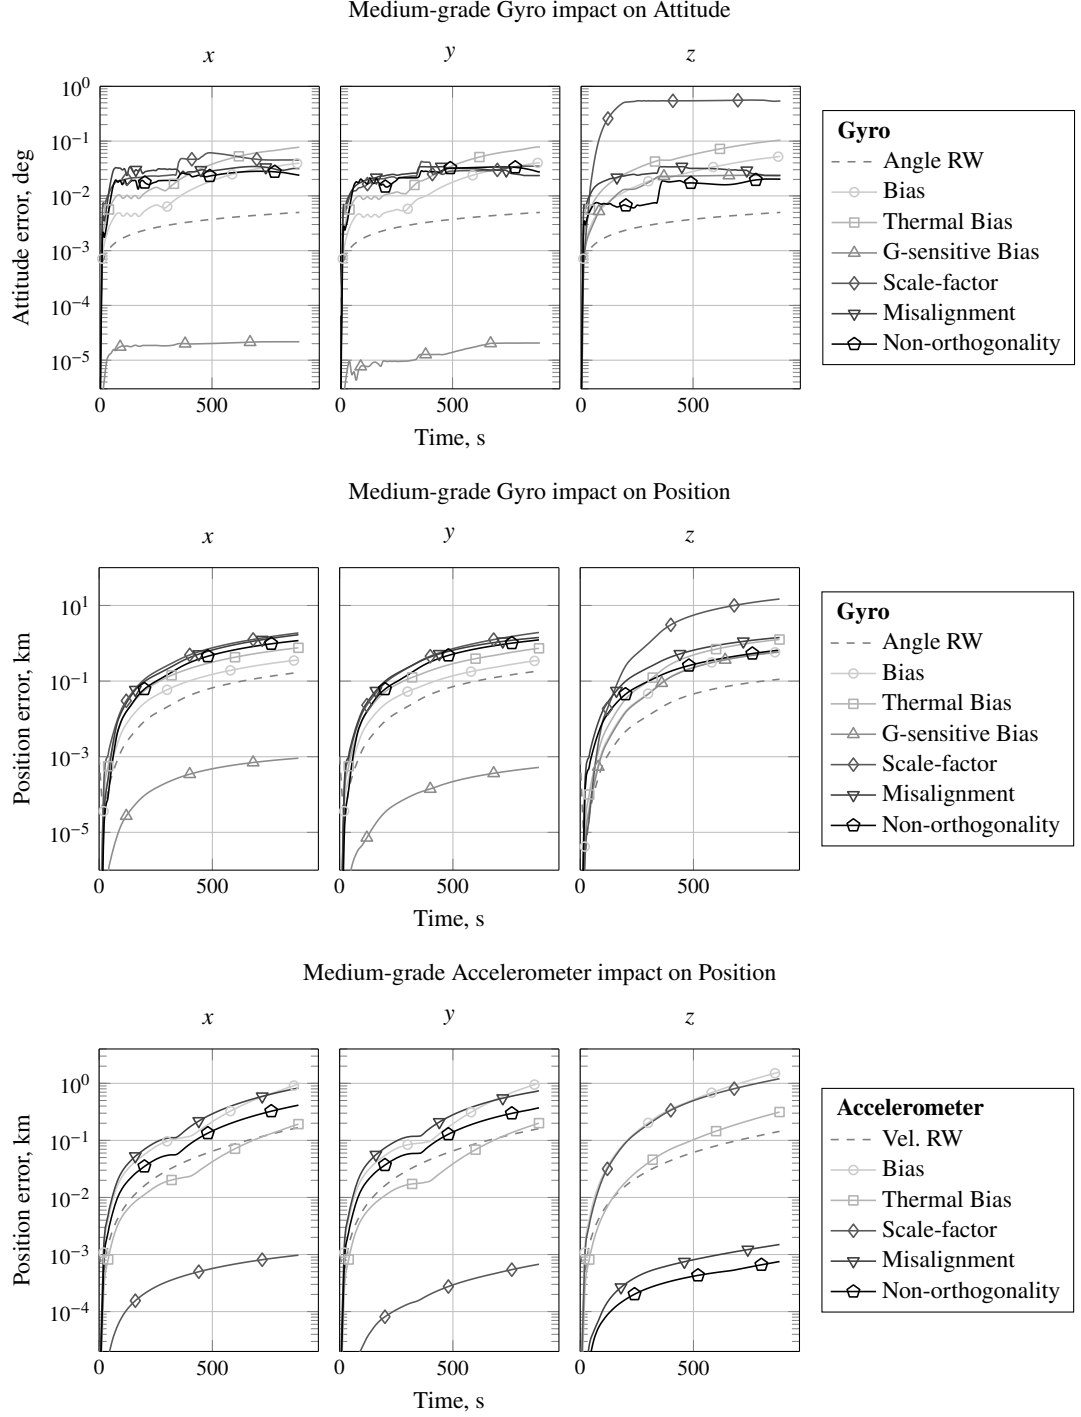 Medium-grade Gyro impact on Attitude
x y z
Attitude error, deg
10^0
10^−1
10^−2
10^−3
10^−4
10^−5
0 500 0 500 0 500
Time, s
Gyro
Angle RW
Bias
Thermal Bias
G-sensitive Bias
Scale-factor
Misalignment
Non-orthogonality
Medium-grade Gyro impact on Position
x y z
Position error, km
10^1
10^−1
10^−3
10^−5
0 500 0 500 0 500
Time, s
Gyro
Angle RW
Bias
Thermal Bias
G-sensitive Bias
Scale-factor
Misalignment
Non-orthogonality
Medium-grade Accelerometer impact on Position
x y z
Position error, km
10^0
10^−1
10^−2
10^−3
10^−4
0 500 0 500 0 500
Time, s
Accelerometer
Vel. RW
Bias
Thermal Bias
Scale-factor
Misalignment
Non-orthogonality